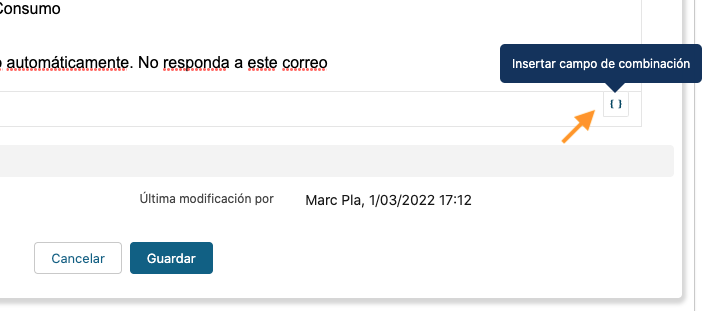 Consumo
automáticamente. No responda a este correo
Insertar campo de combinación
{ }
Última modificación por
Marc Pla, 1/03/2022 17:12
Cancelar
Guardar